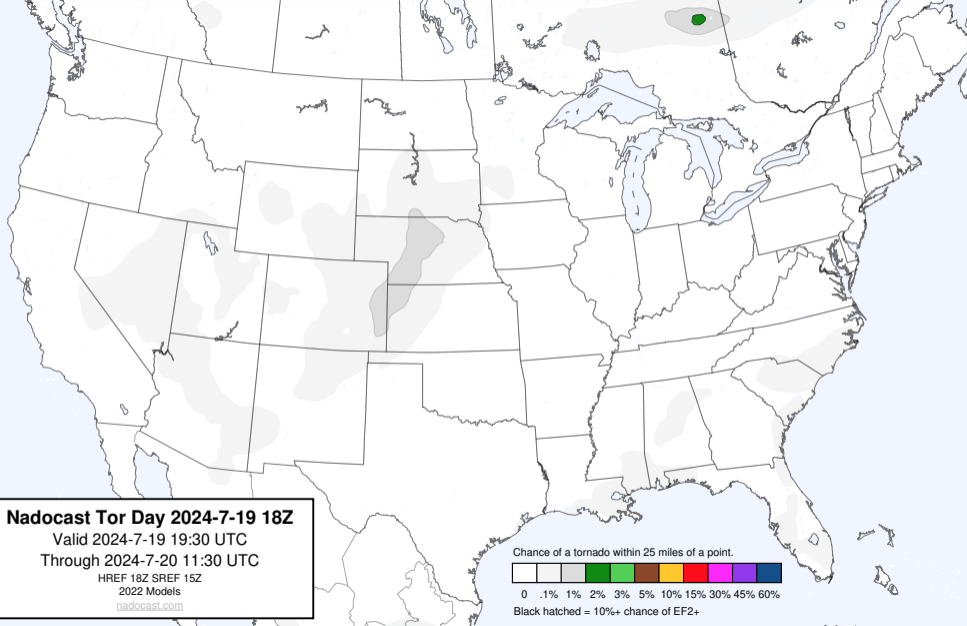 Nadocast Tor Day 2024-7-19 18Z
Valid 2024-7-19 19:30 UTC
Through 2024-7-20 11:30 UTC
HREF 18Z SREF 15Z
2022 Models
nadocast.com
Chance of a tornado within 25 miles of a point.
0 .1% 1% 2% 3% 5% 10% 15% 30% 45% 60%
Black hatched = 10%+ chance of EF2+